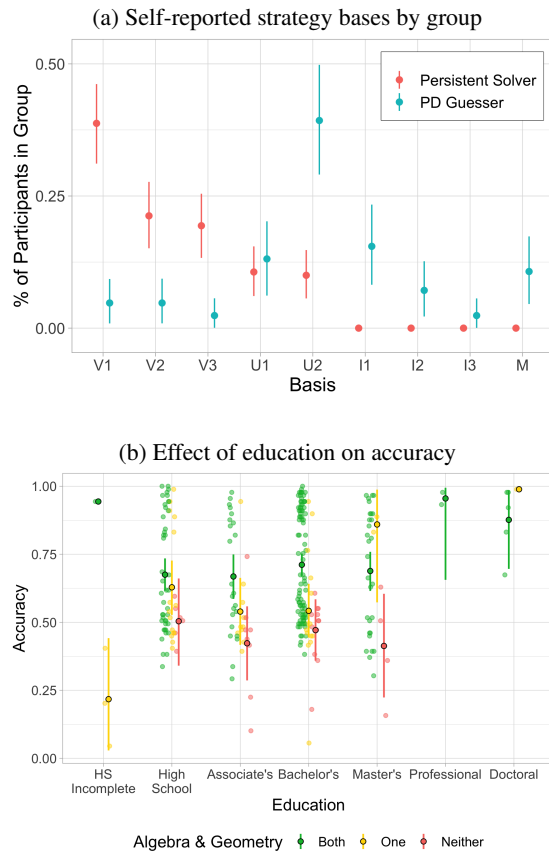 (a) Self-reported strategy bases by group
% of Participants in Group
0.50
0.25
0.00
Persistent Solver
PD Guesser
V1 V2 V3 U1 U2 I1 I2 I3 M
Basis
(b) Effect of education on accuracy
Accuracy
1.00
0.75
0.50
0.25
0.00
HS Incomplete High School Associate's Bachelor's Master's Professional Doctoral
Education
Algebra & Geometry Both One Neither